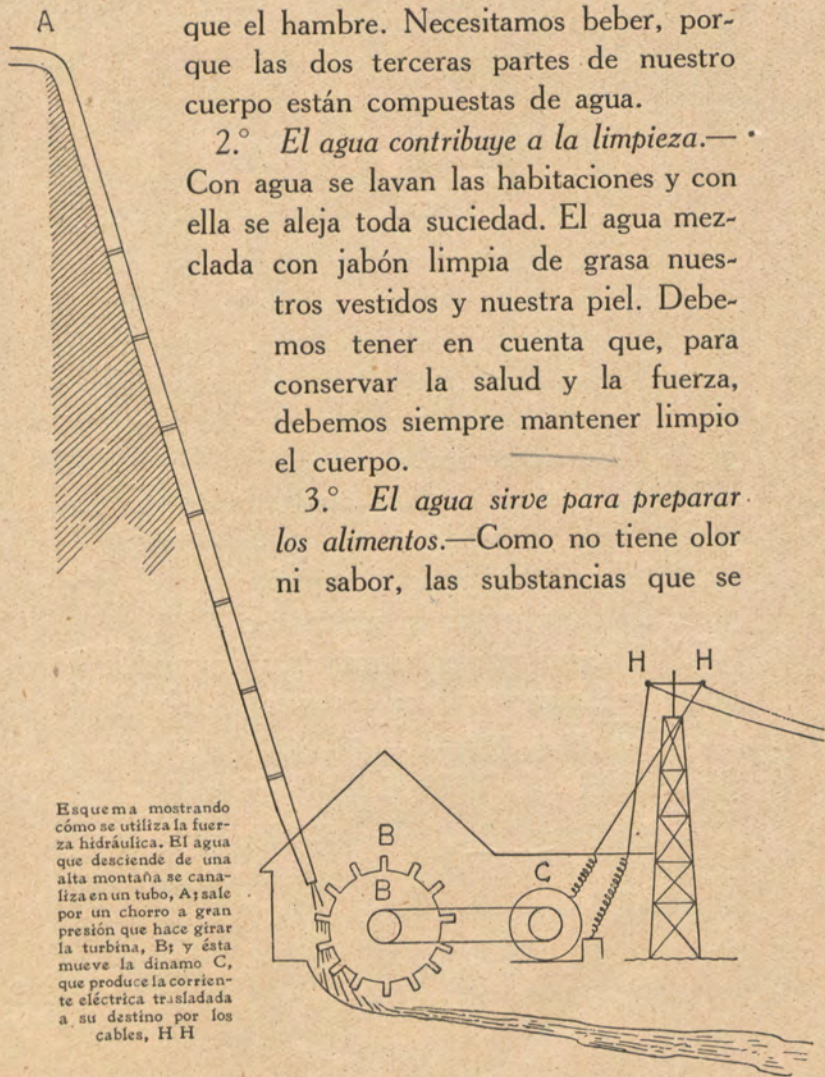 A
que el hambre. Necesitamos beber, por-
que las dos terceras partes de nuestro
cuerpo están compuestas de agua.
2.° El agua contribuye a la limpieza.—
Con agua se lavan las habitaciones y con
ella se aleja toda suciedad. El agua mez-
clada con jabón limpia de grasa nues-
tros vestidos y nuestra piel. Debe-
mos tener en cuenta que, para
conservar la salud y la fuerza,
debemos siempre mantener limpio
el cuerpo.
3.° El agua sirve para preparar
los alimentos.—Como no tiene olor
ni sabor, las substancias que se
H H
B
B
C
Esquema mostrando
cómo se utiliza la fuer-
za hidráulica. El agua
que desciende de una
alta montaña se cana-
liza en un tubo, A; sale
por un chorro a gran
presión que hace girar
la turbina, B; y ésta
mueve la dinamo C,
que produce la corrien-
te eléctrica trasladada
a su destino por los
cables, H H